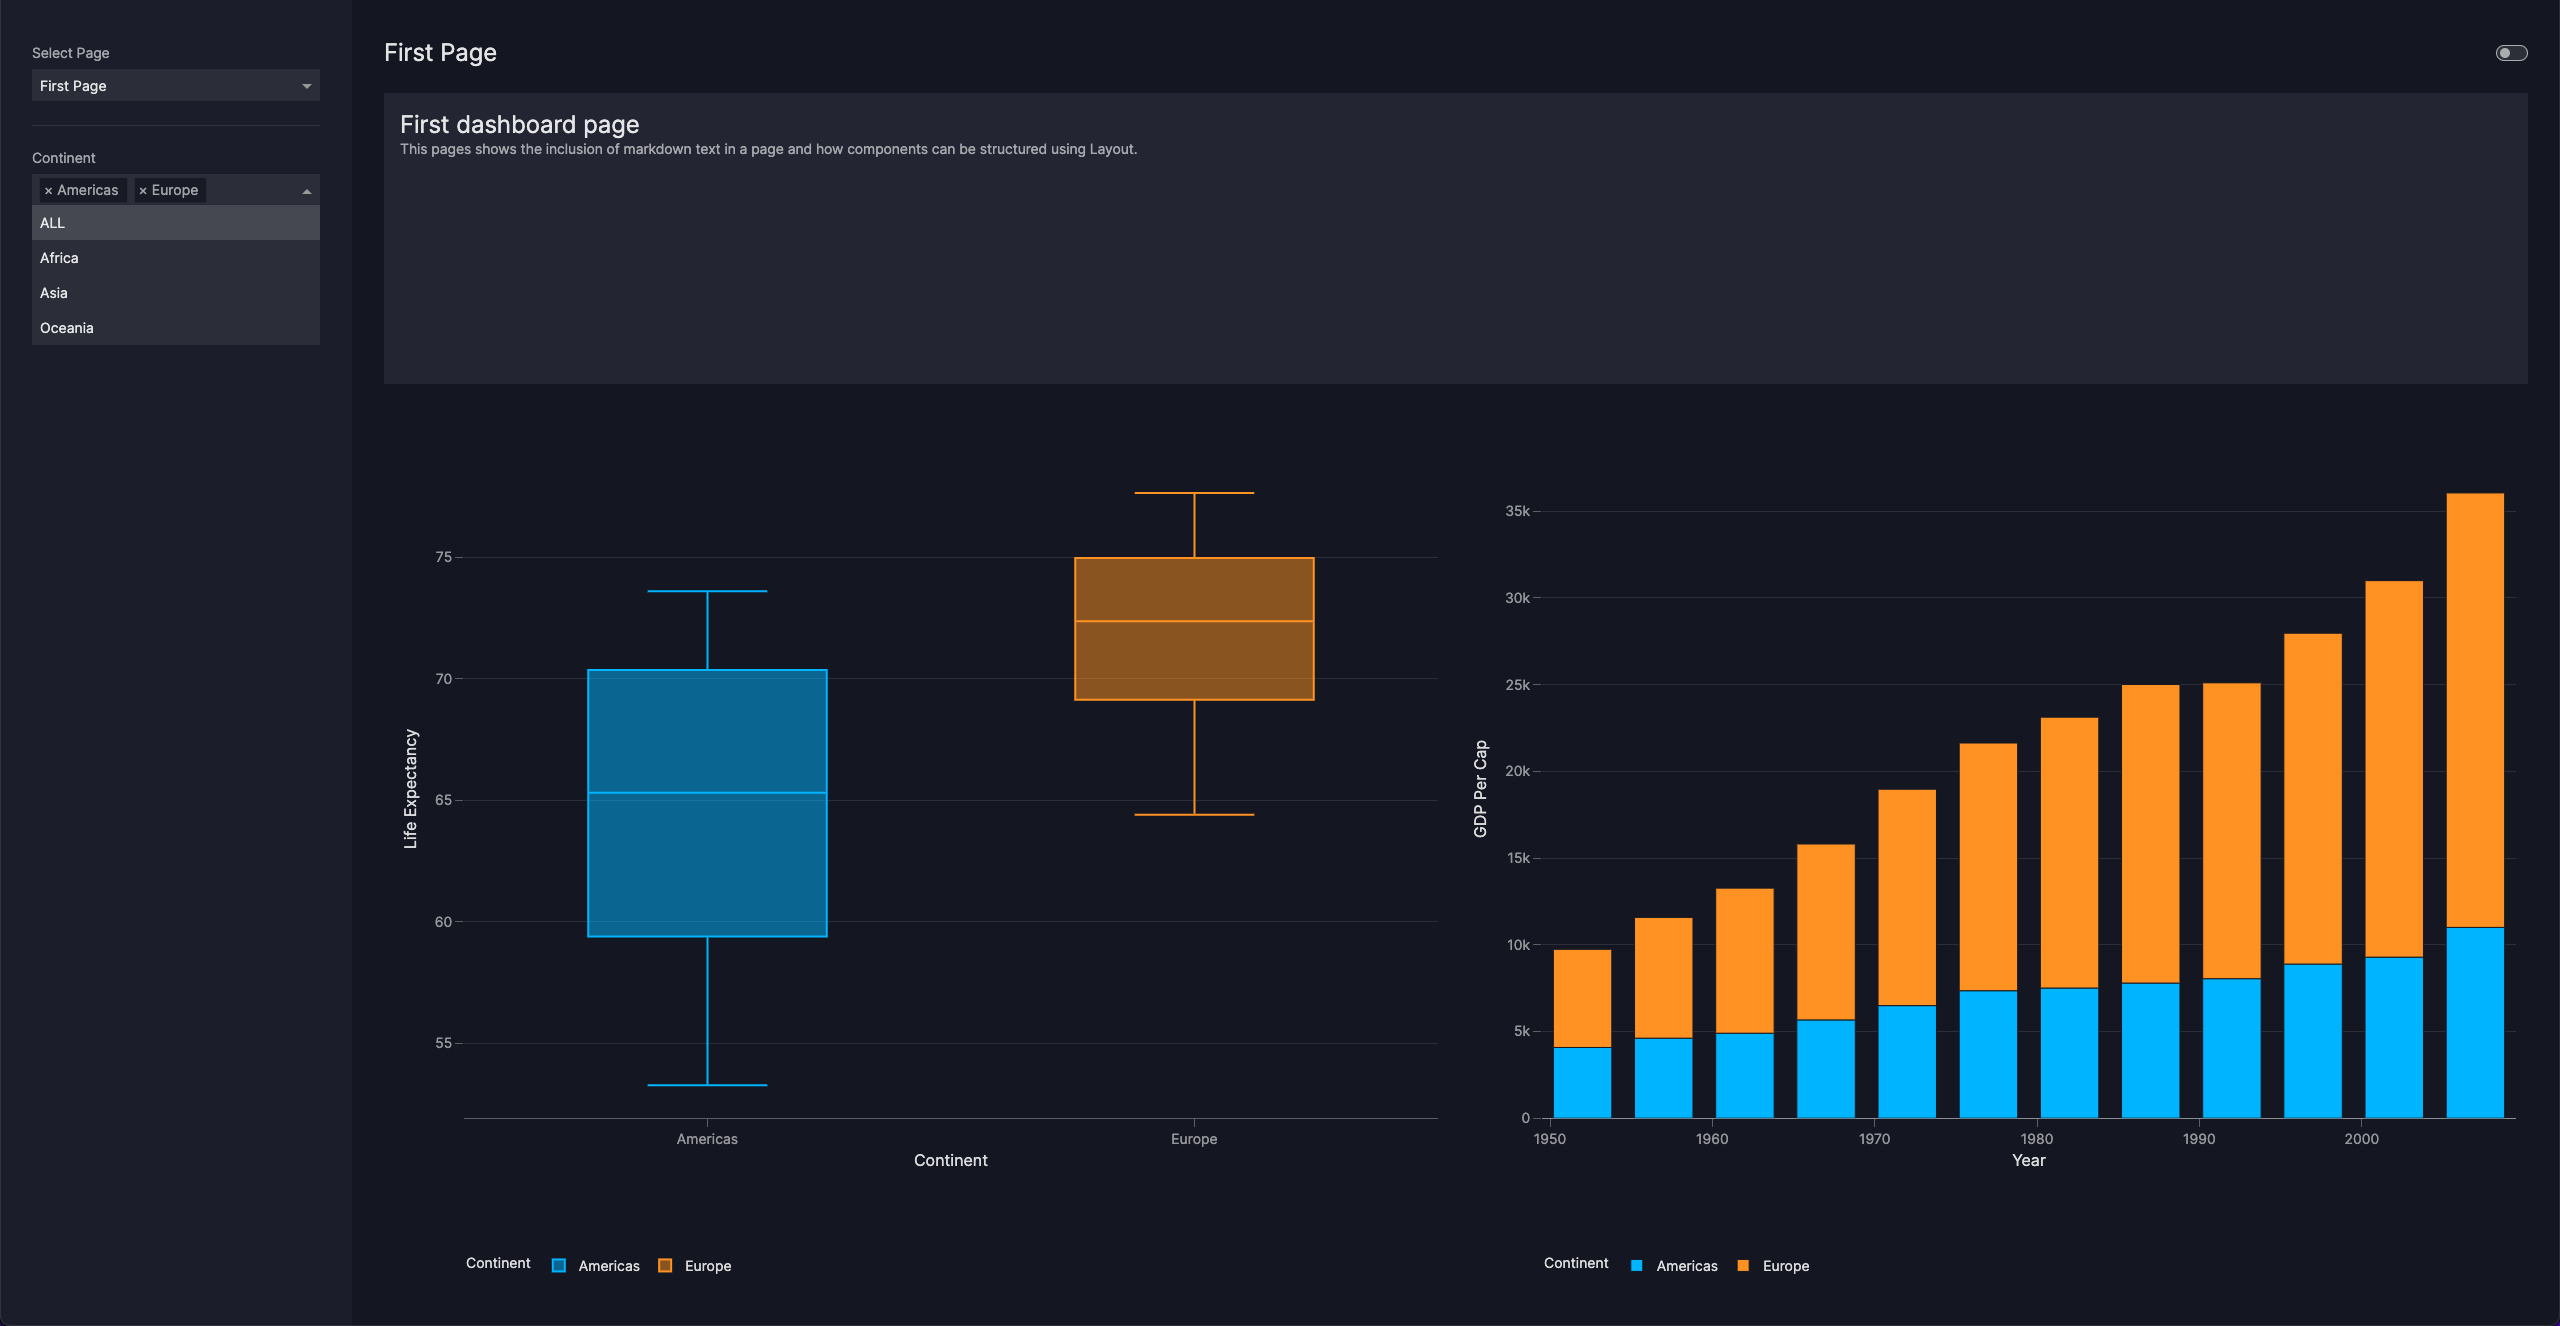 Select Page
First Page
Continent
× Americas × Europe
ALL
Africa
Asia
Oceania
First Page
First dashboard page
This pages shows the inclusion of markdown text in a page and how components can be structured using Layout.
Life Expectancy
75
70
65
60
55
Americas Europe
Continent
Continent Americas Europe
GDP Per Cap
35k
30k
25k
20k
15k
10k
5k
0
1950 1960 1970 1980 1990 2000
Year
Continent Americas Europe